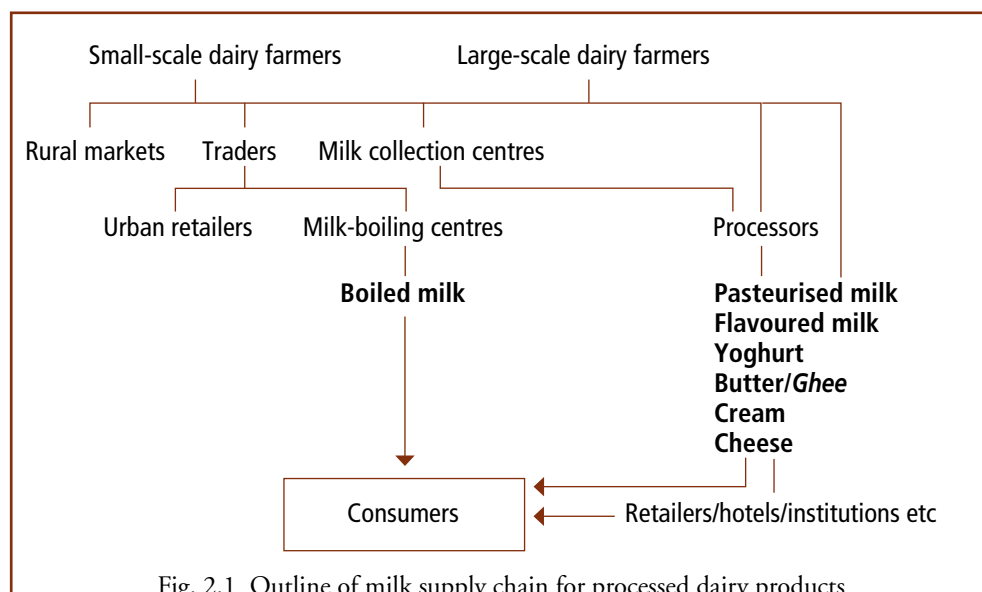 Small-scale dairy farmers Large-scale dairy farmers
Rural markets Traders Milk collection centres
Urban retailers Milk-boiling centres Processors
Boiled milk Pasteurised milk
Flavoured milk
Yoghurt
Butter/Ghee
Cream
Cheese
Consumers Retailers/hotels/institutions etc
Fig. 2.1 Outline of milk supply chain for processed dairy products